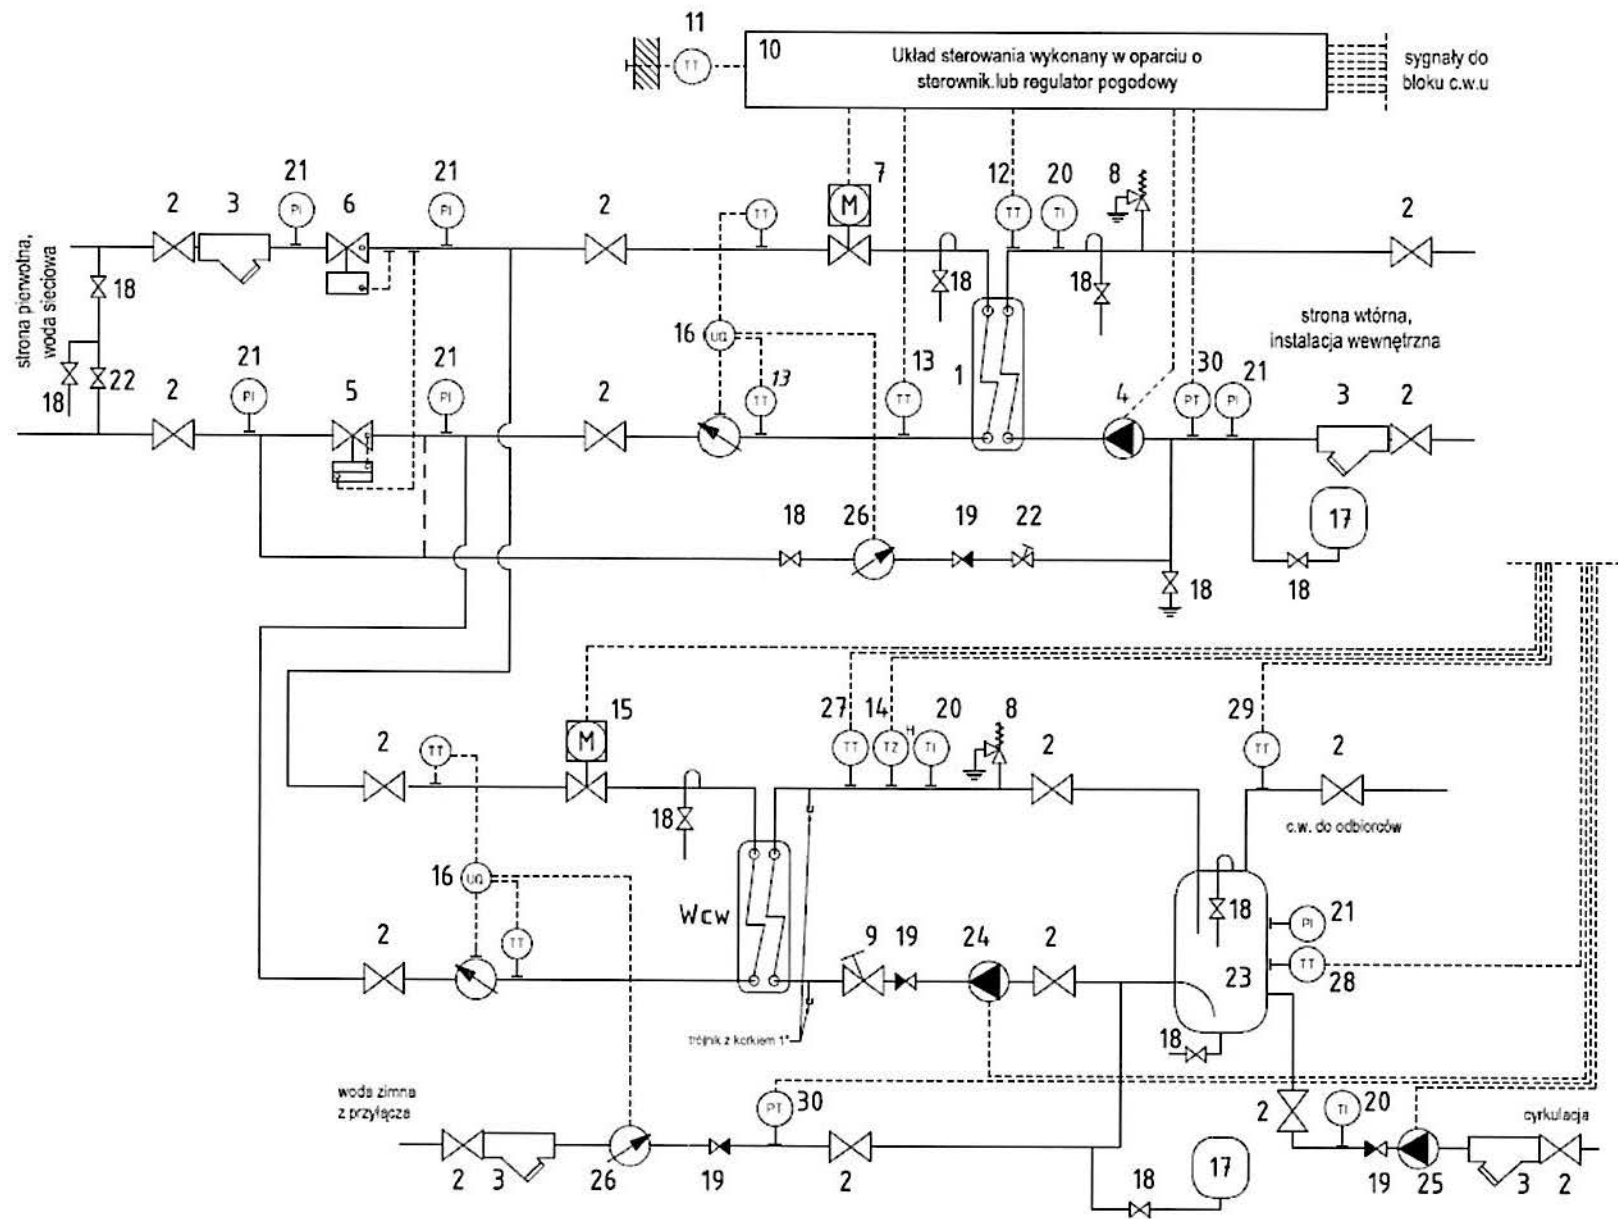 11
TT
10
Układ sterowania wykonany w oparciu o
sterownik.lub regulator pogodowy
sygnały do
bloku c.w.u
2
3
21
PI
6
21
PI
2
TT
7
M
12
TT
20
TI
8
2
18
18
18
strona pierwotna,
woda sieciowa
strona wtórna,
instalacja wewnętrzna
18
22
2
21
PI
5
21
PI
2
16
UQ
13
TT
13
TT
1
4
30
PT
21
PI
3
2
17
18
26
19
22
18
18
2
TT
15
M
27
TT
14
TZ
H
20
TI
8
2
29
TT
2
c.w. do odbiorców
18
16
UQ
TT
2
Wcw
9
19
24
2
18
21
PI
TT
28
23
18
trójnik z korkiem 1"
woda zimna
z przyłącza
PT
30
2
3
26
19
2
18
17
2
TI
20
cyrkulacja
19
25
3
2